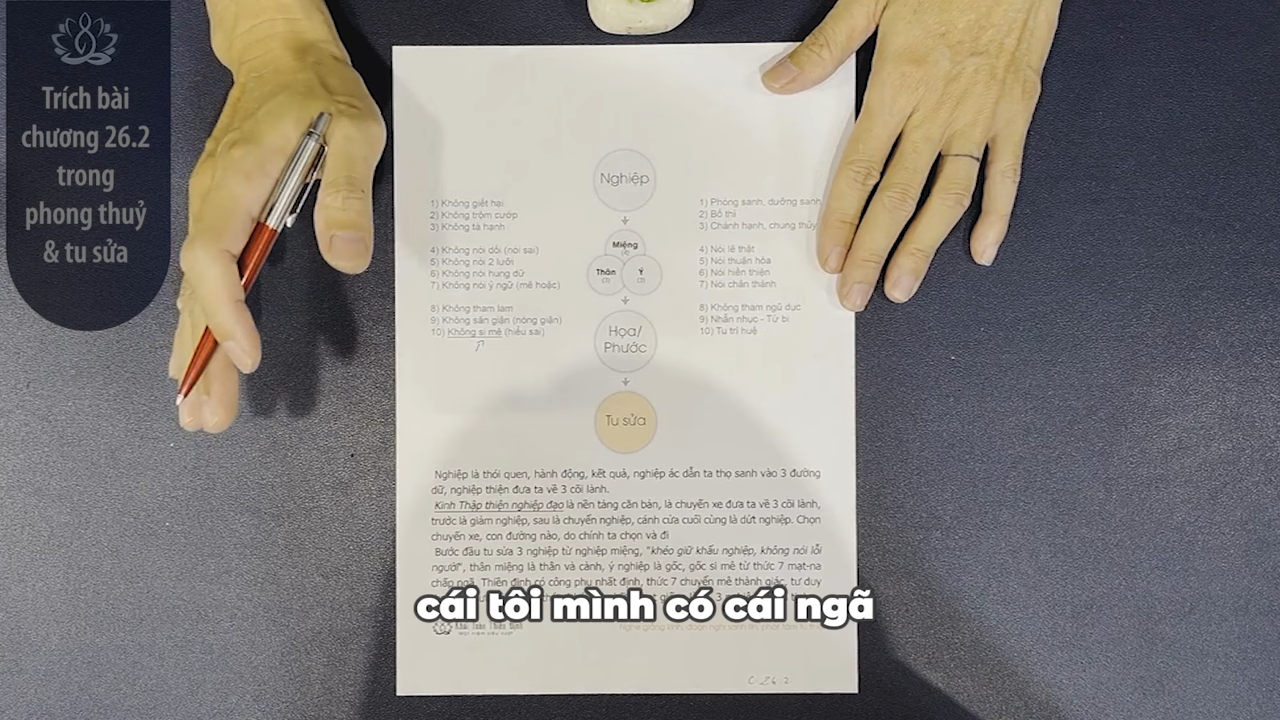 Trích bài
chương 26.2
trong
phong thuỷ
& tu sửa
Nghiệp
1) Không giết hại
2) Không trộm cướp
3) Không tà hạnh
4) Không nói dối (nói sai)
5) Không nói 2 lưỡi
6) Không nói hung dữ
7) Không nói ý ngữ (mê hoặc)
8) Không tham lam
9) Không sân giận (nóng giận)
10) Không si mê (hiểu sai)
Miệng
(4)
Thân
(3)
Ý
(3)
Họa/
Phước
Tu sửa
1) Phóng sanh, dưỡng sanh
2) Bố thí
3) Chánh hạnh, chung thủy
4) Nói lẽ thật
5) Nói thuận hòa
6) Nói hiền thiện
7) Nói chân thành
8) Không tham ngũ dục
9) Nhẫn nhục - Từ bi
10) Tu trí huệ
Nghiệp là thói quen, hành động, kết quả, nghiệp ác dẫn ta thọ sanh vào 3 đường
dữ, nghiệp thiện đưa ta về 3 cõi lành.
Kinh Thập thiện nghiệp đạo là nền tảng căn bản, là chuyến xe đưa ta về 3 cõi lành,
trước là giảm nghiệp, sau là chuyển nghiệp, cánh cửa cuối cùng là dứt nghiệp. Chọn
chuyến xe, con đường nào, do chính ta chọn và đi
Bước đầu tu sửa 3 nghiệp từ nghiệp miệng, "khéo giữ khẩu nghiệp, không nói lỗi
người", thân miệng là thân và cành, ý nghiệp là gốc, gốc si mê từ thức 7 mạt-na
chấp ngã. Thiền định có công phu nhất định, thức 7 chuyển mê thành giác, tư duy
cái tôi mình có cái ngã
Khai Tâm Thiền Định
C 26.2